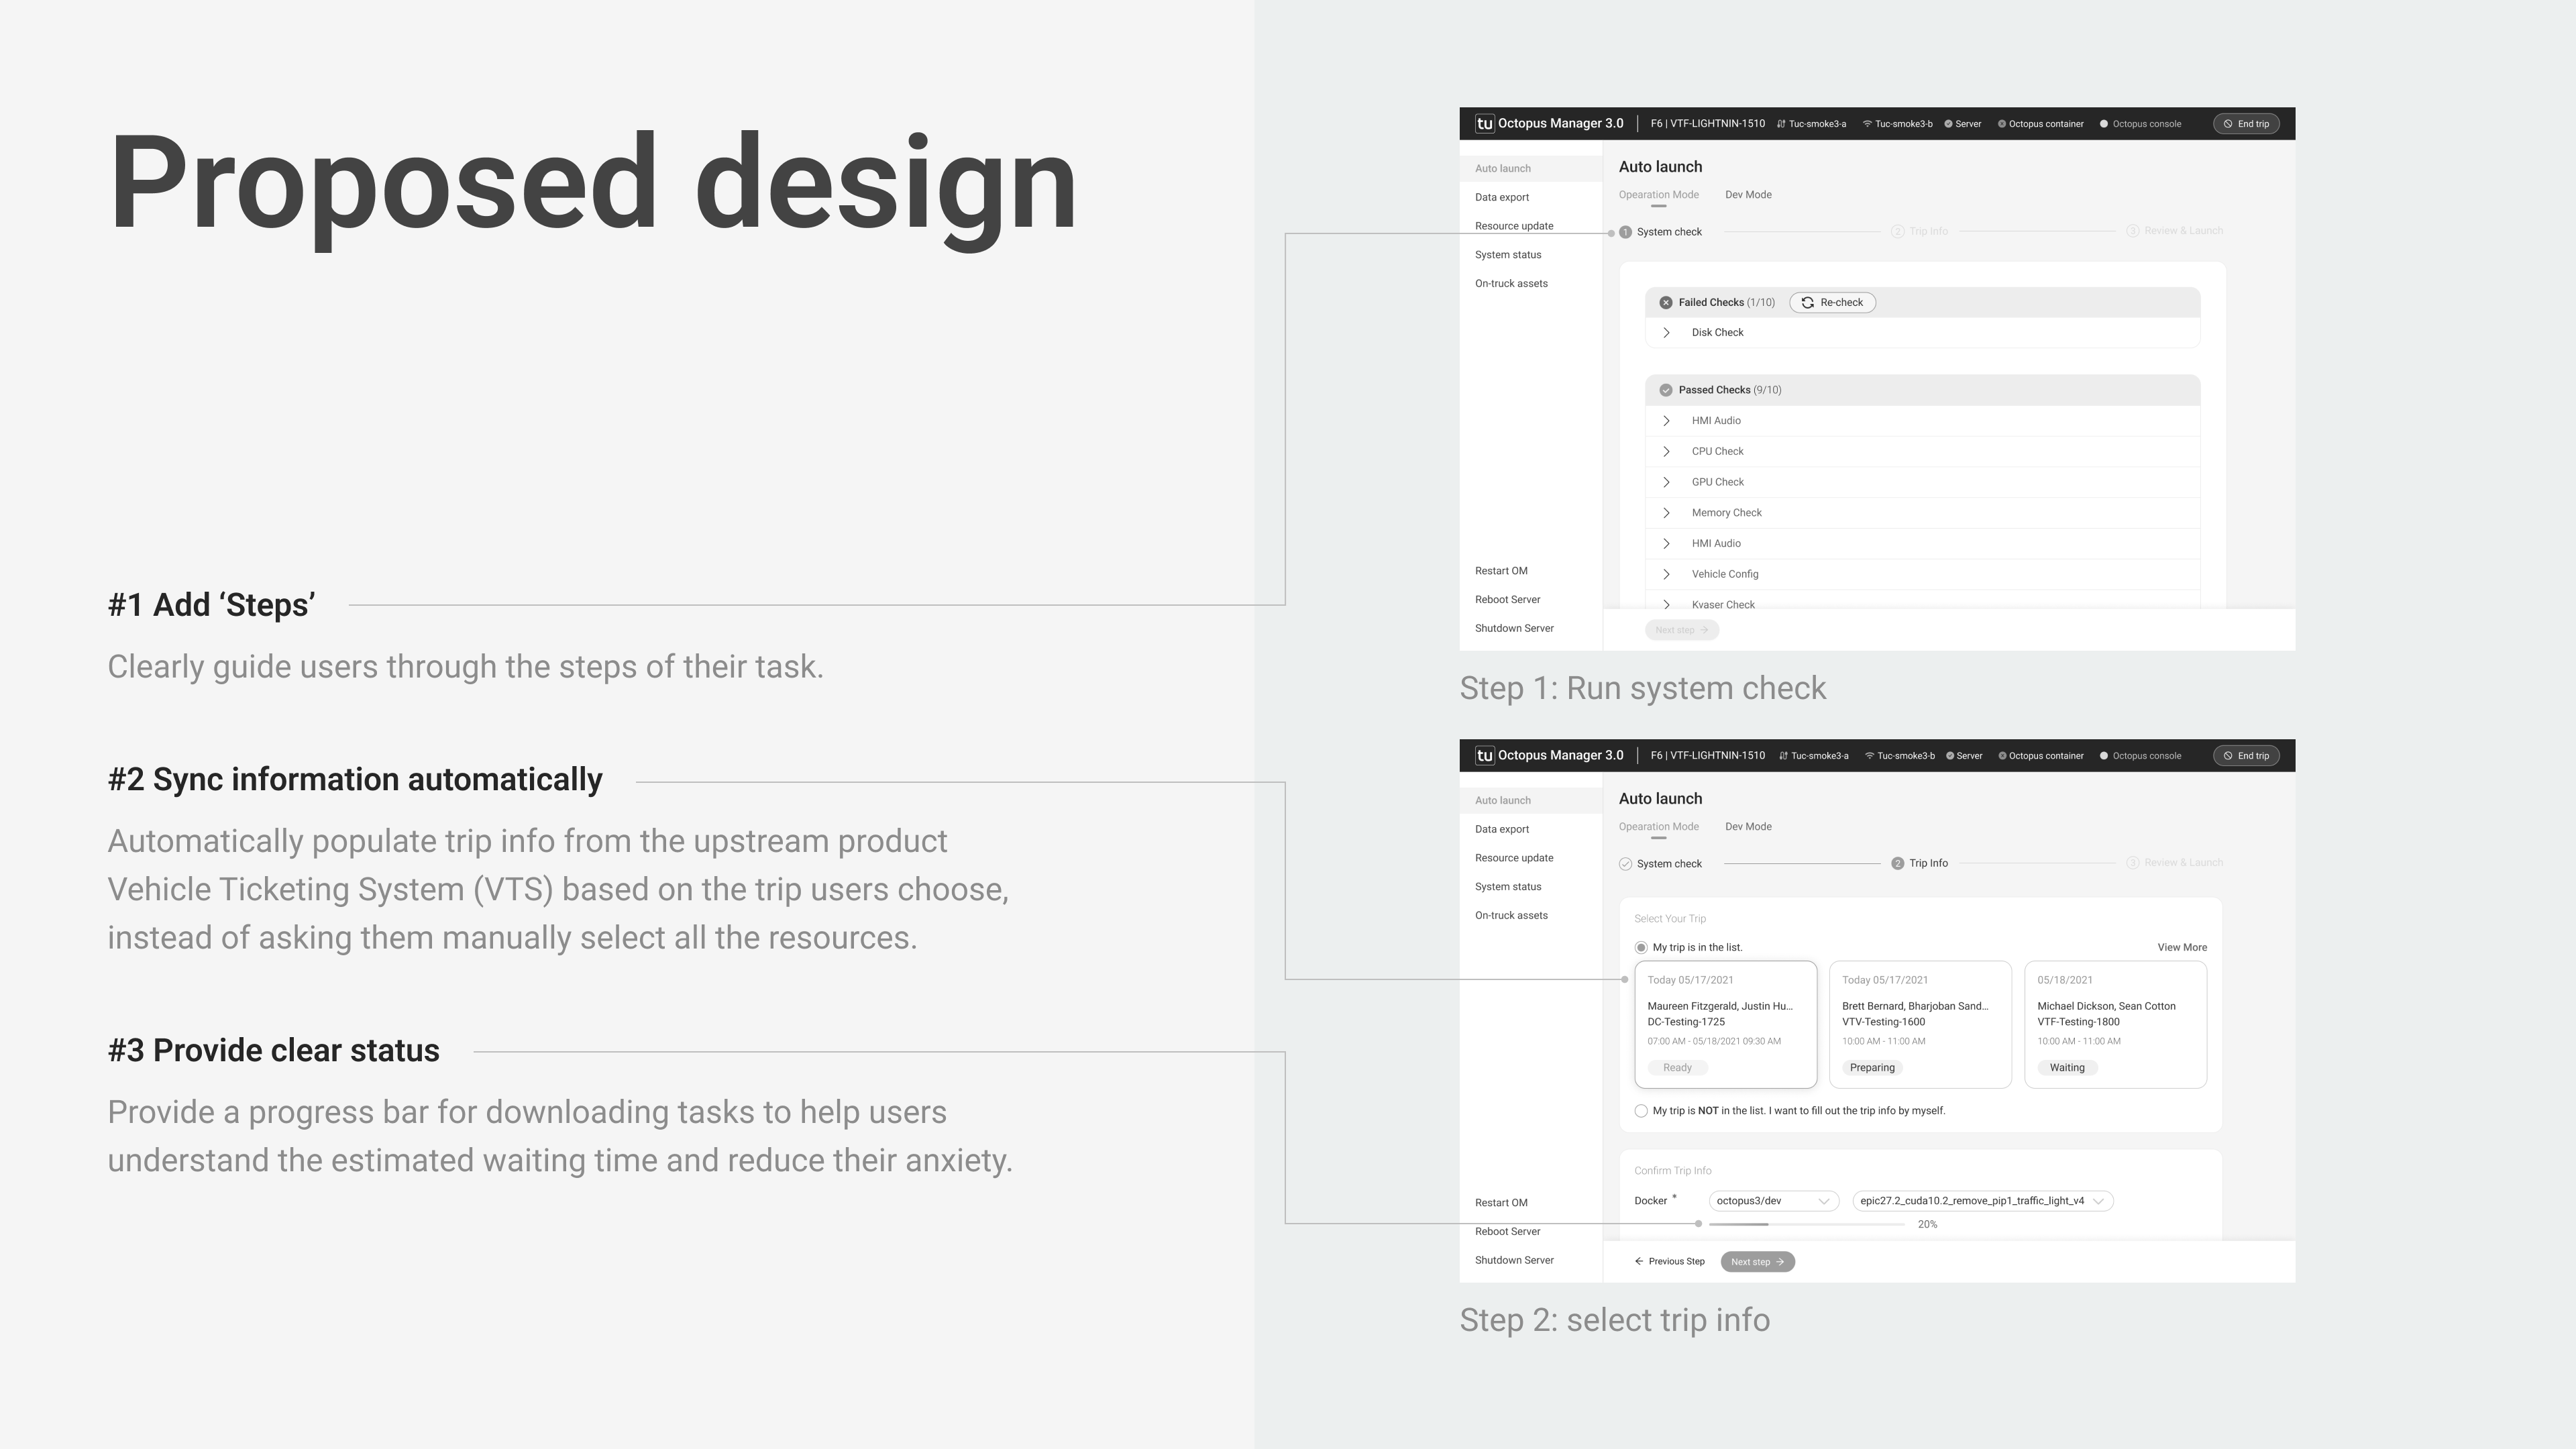 Proposed design
#1 Add ‘Steps’
Clearly guide users through the steps of their task.
#2 Sync information automatically
Automatically populate trip info from the upstream product
Vehicle Ticketing System (VTS) based on the trip users choose,
instead of asking them manually select all the resources.
#3 Provide clear status
Provide a progress bar for downloading tasks to help users
understand the estimated waiting time and reduce their anxiety.
tu Octopus Manager 3.0 F6 | VTF-LIGHTNIN-1510 Tuc-smoke3-a Tuc-smoke3-b Server Octopus container Octopus console End trip
Auto launch
Data export
Resource update
System status
On-truck assets
Restart OM
Reboot Server
Shutdown Server
Auto launch
Opearation Mode Dev Mode
1 System check 2 Trip Info 3 Review & Launch
Failed Checks (1/10) Re-check
Disk Check
Passed Checks (9/10)
HMI Audio
CPU Check
GPU Check
Memory Check
HMI Audio
Vehicle Config
Kvaser Check
Next step
Step 1: Run system check
tu Octopus Manager 3.0 F6 | VTF-LIGHTNIN-1510 Tuc-smoke3-a Tuc-smoke3-b Server Octopus container Octopus console End trip
Auto launch
Data export
Resource update
System status
On-truck assets
Restart OM
Reboot Server
Shutdown Server
Auto launch
Opearation Mode Dev Mode
System check 2 Trip Info 3 Review & Launch
Select Your Trip
My trip is in the list. View More
Today 05/17/2021
Maureen Fitzgerald, Justin Hu...
DC-Testing-1725
07:00 AM - 05/18/2021 09:30 AM
Ready
Today 05/17/2021
Brett Bernard, Bharjoban Sand...
VTV-Testing-1600
10:00 AM - 11:00 AM
Preparing
05/18/2021
Michael Dickson, Sean Cotton
VTF-Testing-1800
10:00 AM - 11:00 AM
Waiting
My trip is NOT in the list. I want to fill out the trip info by myself.
Confirm Trip Info
Docker * octopus3/dev epic27.2_cuda10.2_remove_pip1_traffic_light_v4
20%
Previous Step Next step
Step 2: select trip info